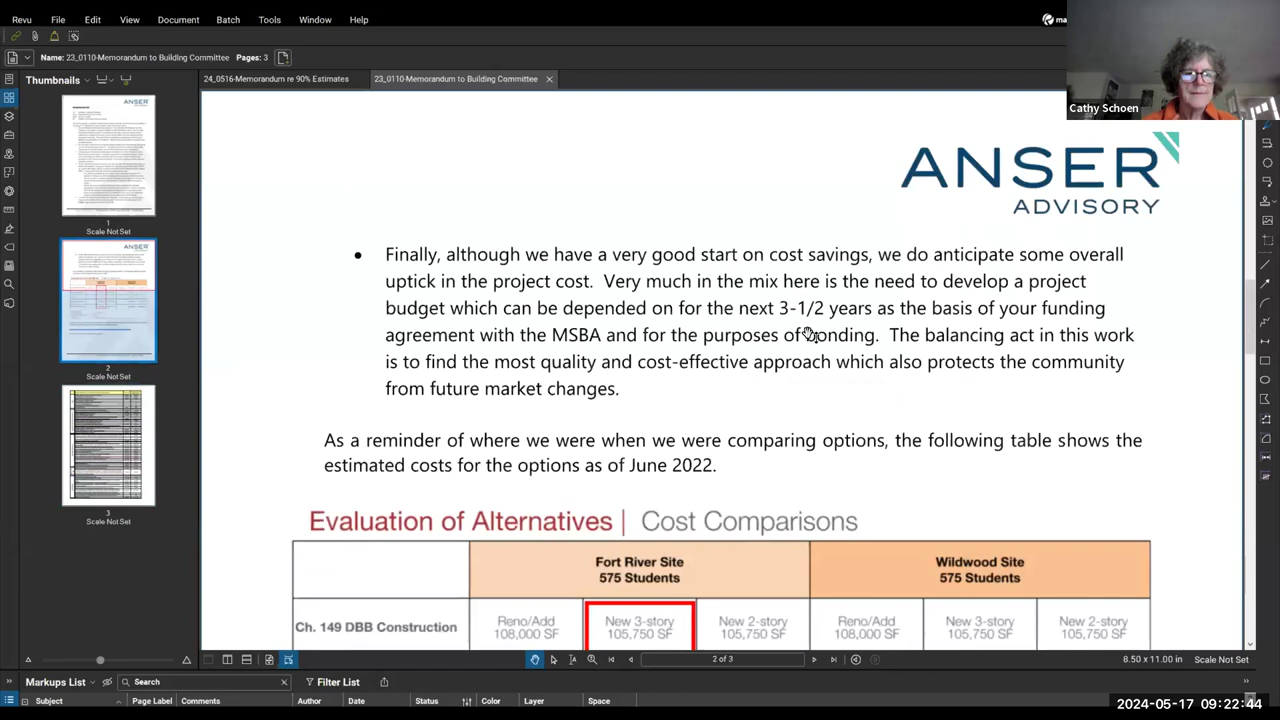 Revu File Edit View Document Batch Tools Window Help
Name: 23_0110-Memorandum to Building Committee Pages: 3
Thumbnails
24_0516-Memorandum re 90% Estimates 23_0110-Memorandum to Building Committee
Cathy Schoen
ANSER
ADVISORY
• Finally, although we have a very good start on cost savings, we do anticipate some overall
uptick in the project cost. Very much in the mix here is the need to develop a project
budget which can be depended on for the next 3-1/2 years as the basis of your funding
agreement with the MSBA and for the purposes of bonding. The balancing act in this work
is to find the most quality and cost-effective approach which also protects the community
from future market changes.
As a reminder of where we were when we were comparing options, the following table shows the
estimated costs for the options as of June 2022.
Evaluation of Alternatives | Cost Comparisons
Fort River Site
575 Students
Wildwood Site
575 Students
Ch. 149 DBB Construction
Reno/Add
108,000 SF
New 3-story
105,750 SF
New 2-story
105,750 SF
Reno/Add
108,000 SF
New 3-story
105,750 SF
New 2-story
105,750 SF
ANSER
1
Scale Not Set
ANSER
2
Scale Not Set
3
Scale Not Set
2 of 3
8.50 x 11.00 in Scale Not Set
Markups List Search Filter List
Subject Page Label Comments Author Date Status Color Layer Space
2024-05-17 09:22:44